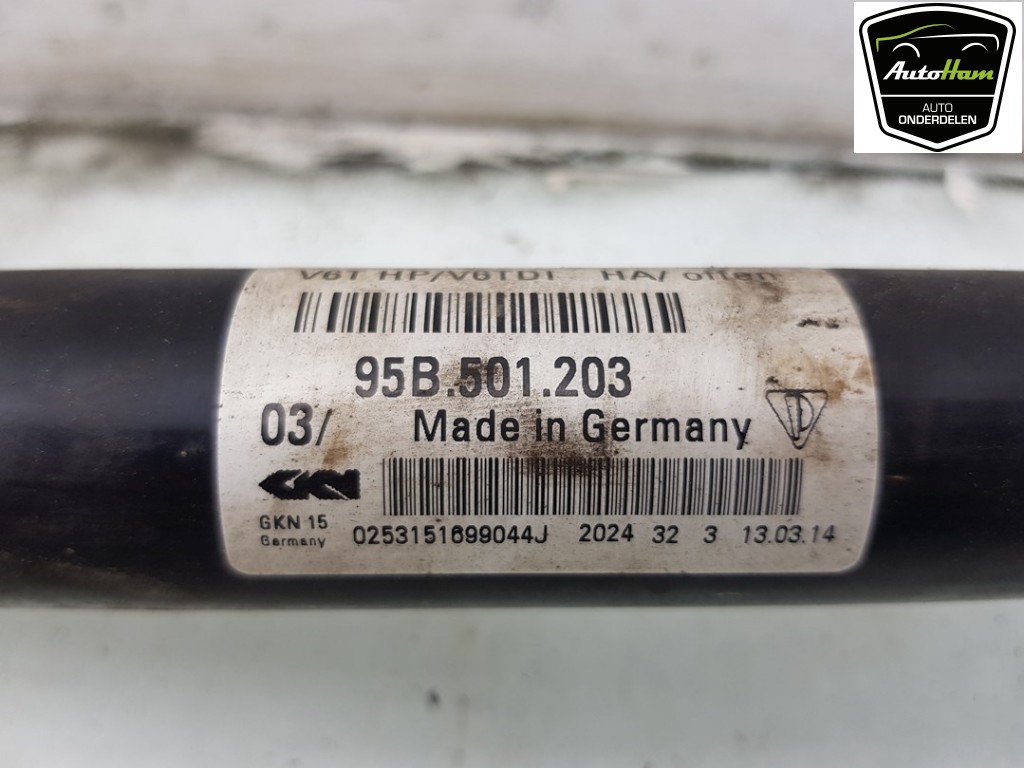 AutoHam
AUTO
ONDERDELEN
V6T HP/V6TDI HA/ offen
95B.501.203
03/ Made in Germany
GKN
GKN 15
Germany
0253151699044J 2024 32 3 13.03.14